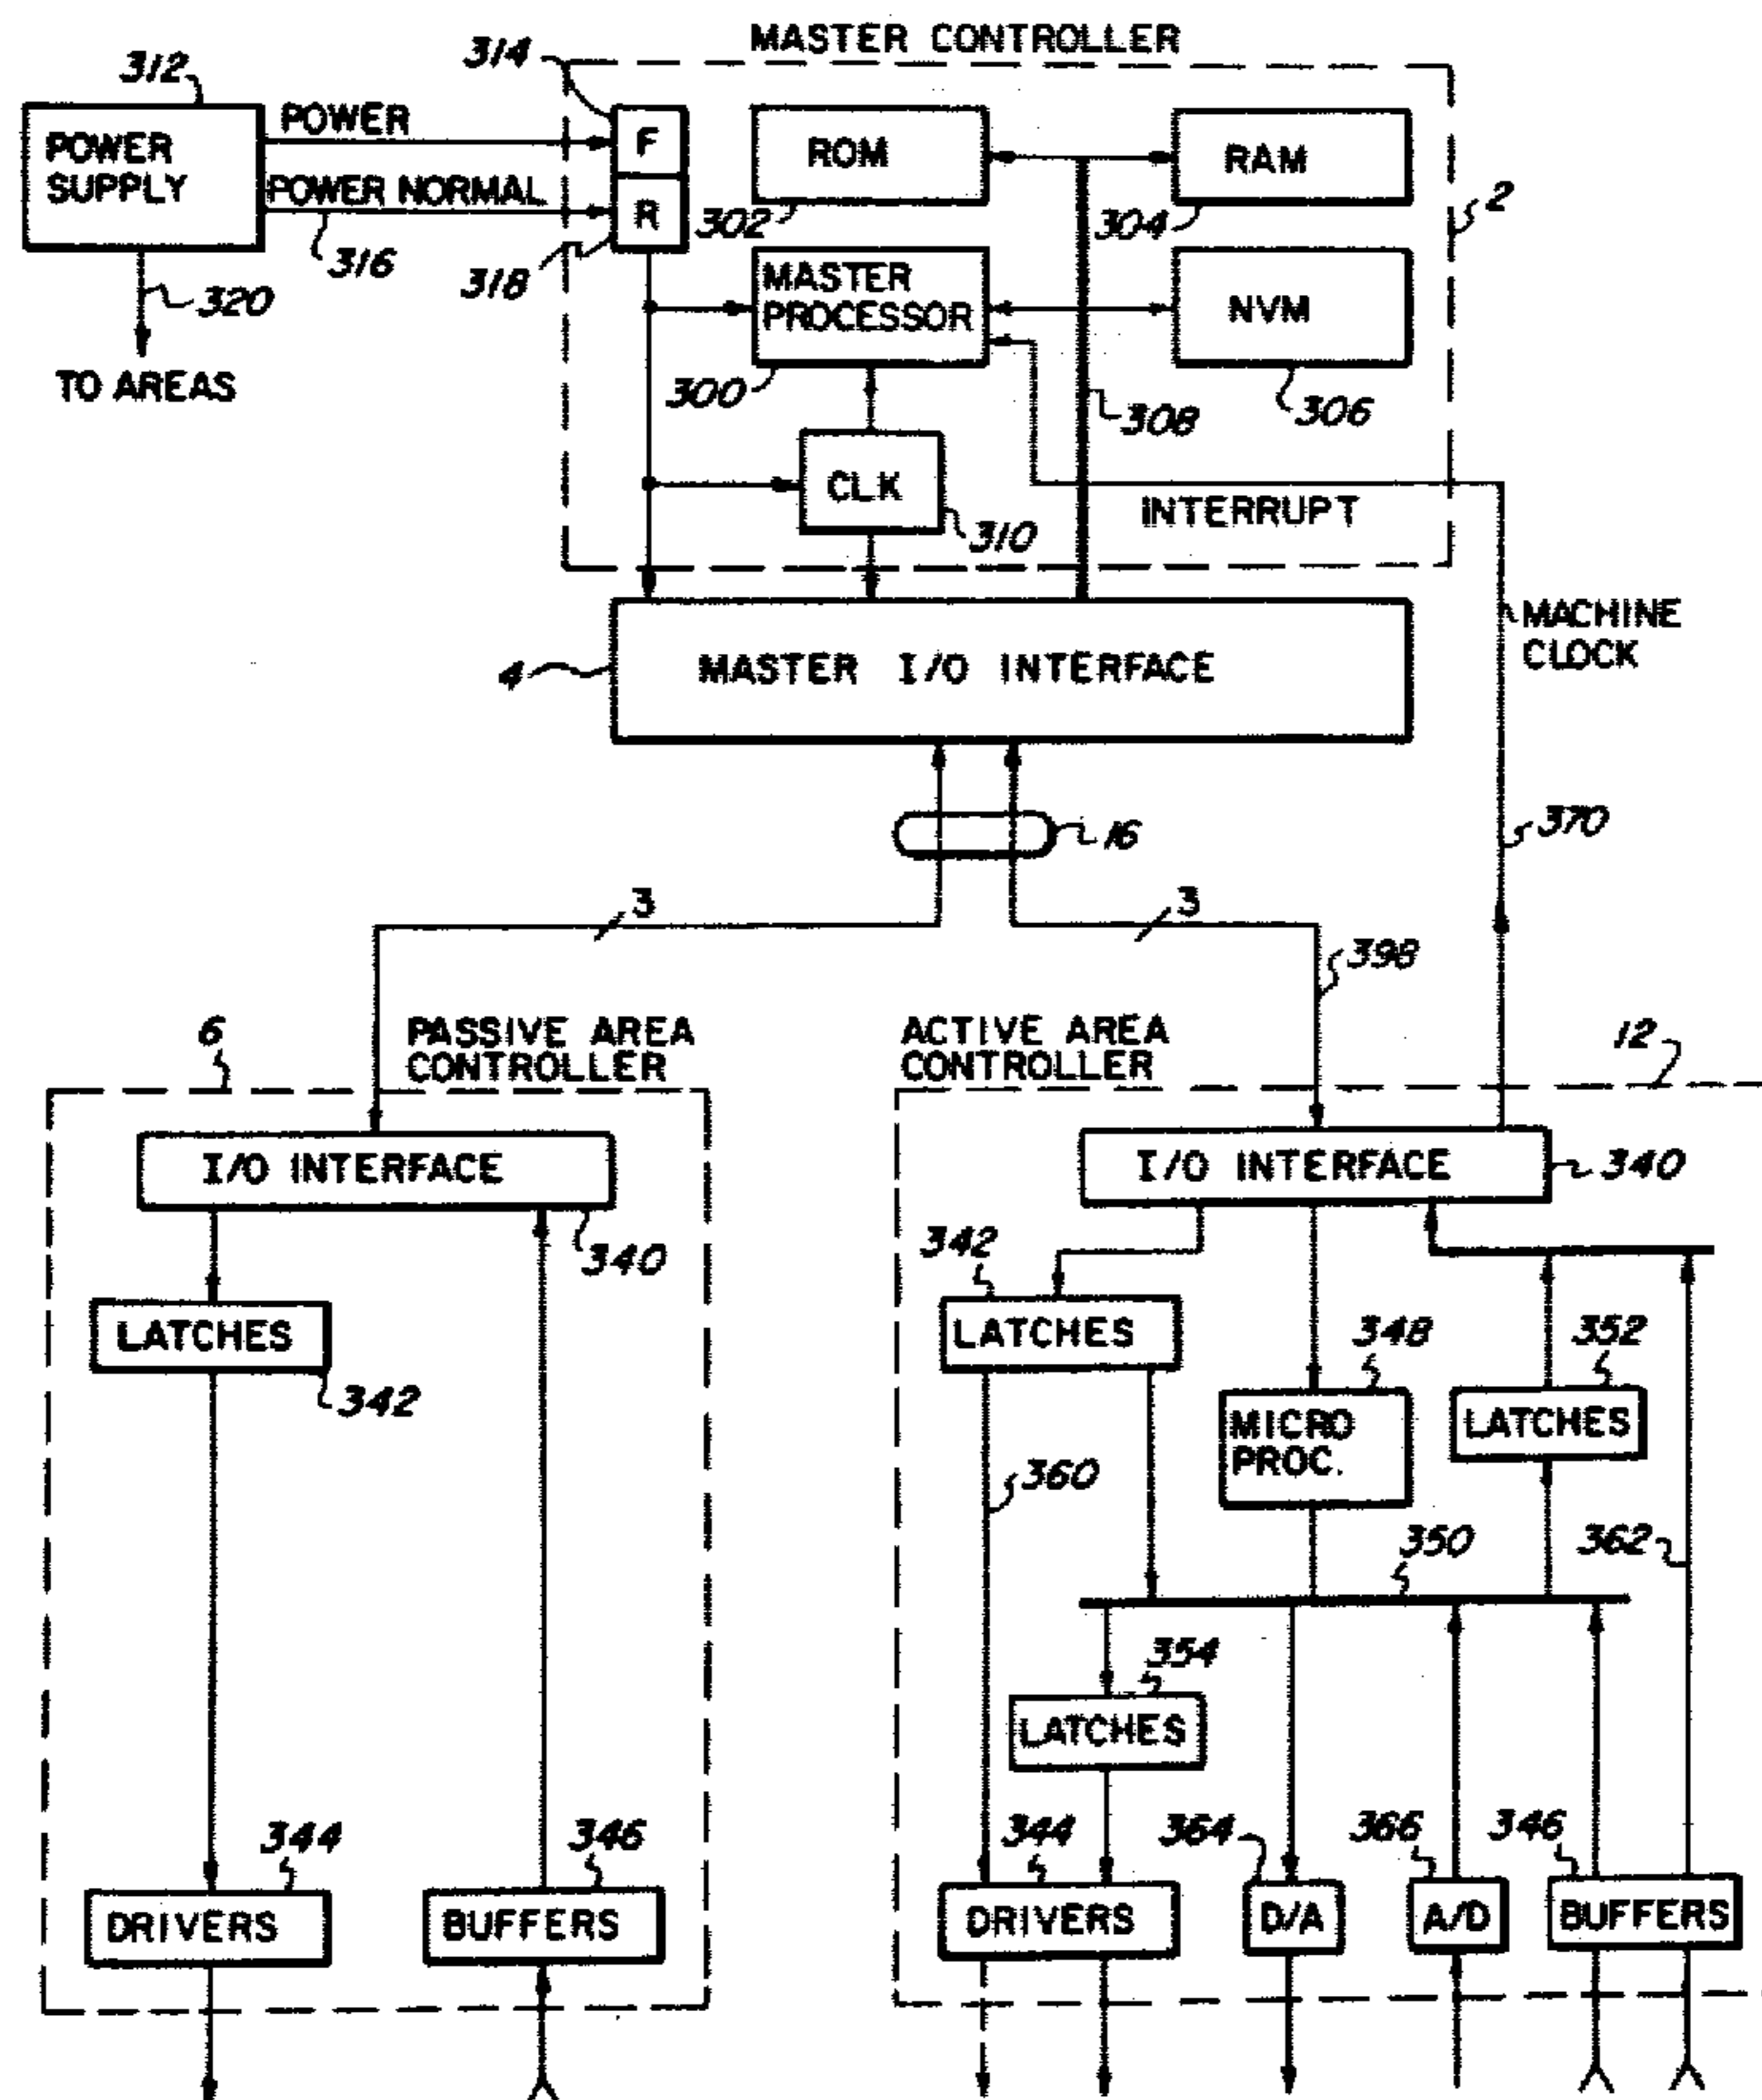 MASTER CONTROLLER
312
314
POWER SUPPLY
POWER
POWER NORMAL
316
318
320
TO AREAS
F
R
ROM
302
RAM
304
2
MASTER
PROCESSOR
300
NVM
306
308
CLK
310
INTERRUPT
MACHINE
CLOCK
4
MASTER I/O INTERFACE
16
370
3
3
398
6
PASSIVE AREA
CONTROLLER
ACTIVE AREA
CONTROLLER
12
I/O INTERFACE
340
I/O INTERFACE
340
LATCHES
342
342
LATCHES
348
MICRO
PROC.
352
LATCHES
360
350
362
354
LATCHES
344
DRIVERS
346
BUFFERS
344
DRIVERS
364
D/A
366
A/D
346
BUFFERS